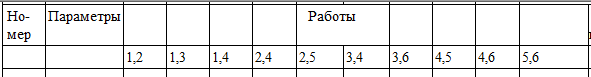 Но-мер Параметры Работы
1,2 1,3 1,4 2,4 2,5 3,4 3,6 4,5 4,6 5,6